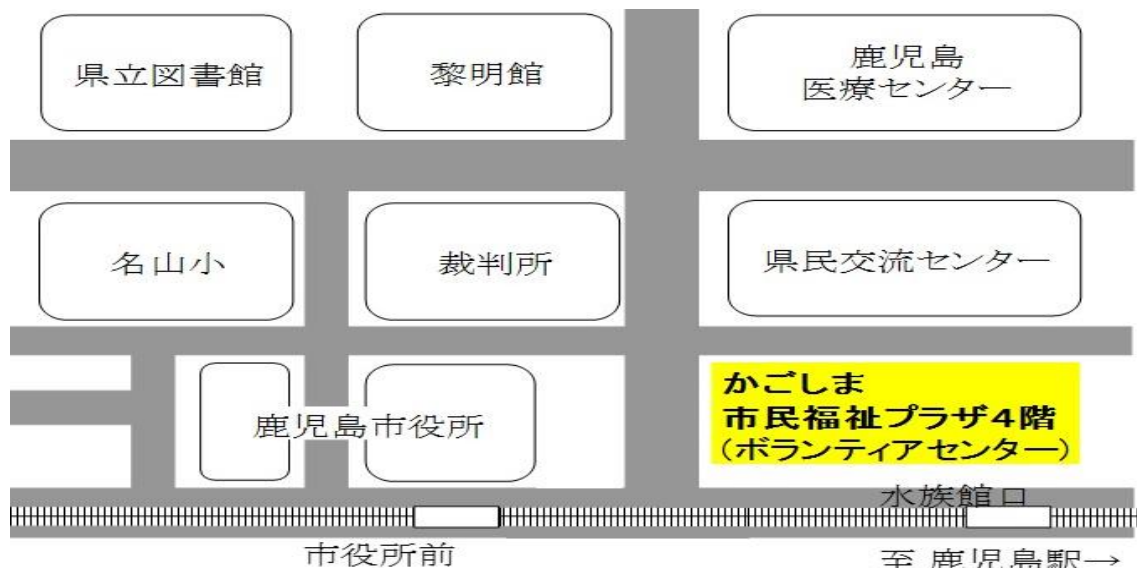 県立図書館
黎明館
鹿児島
医療センター
名山小
裁判所
県民交流センター
鹿児島市役所
かごしま
市民福祉プラザ4階
(ボランティアセンター)
水族館口
市役所前
至 鹿児島駅→